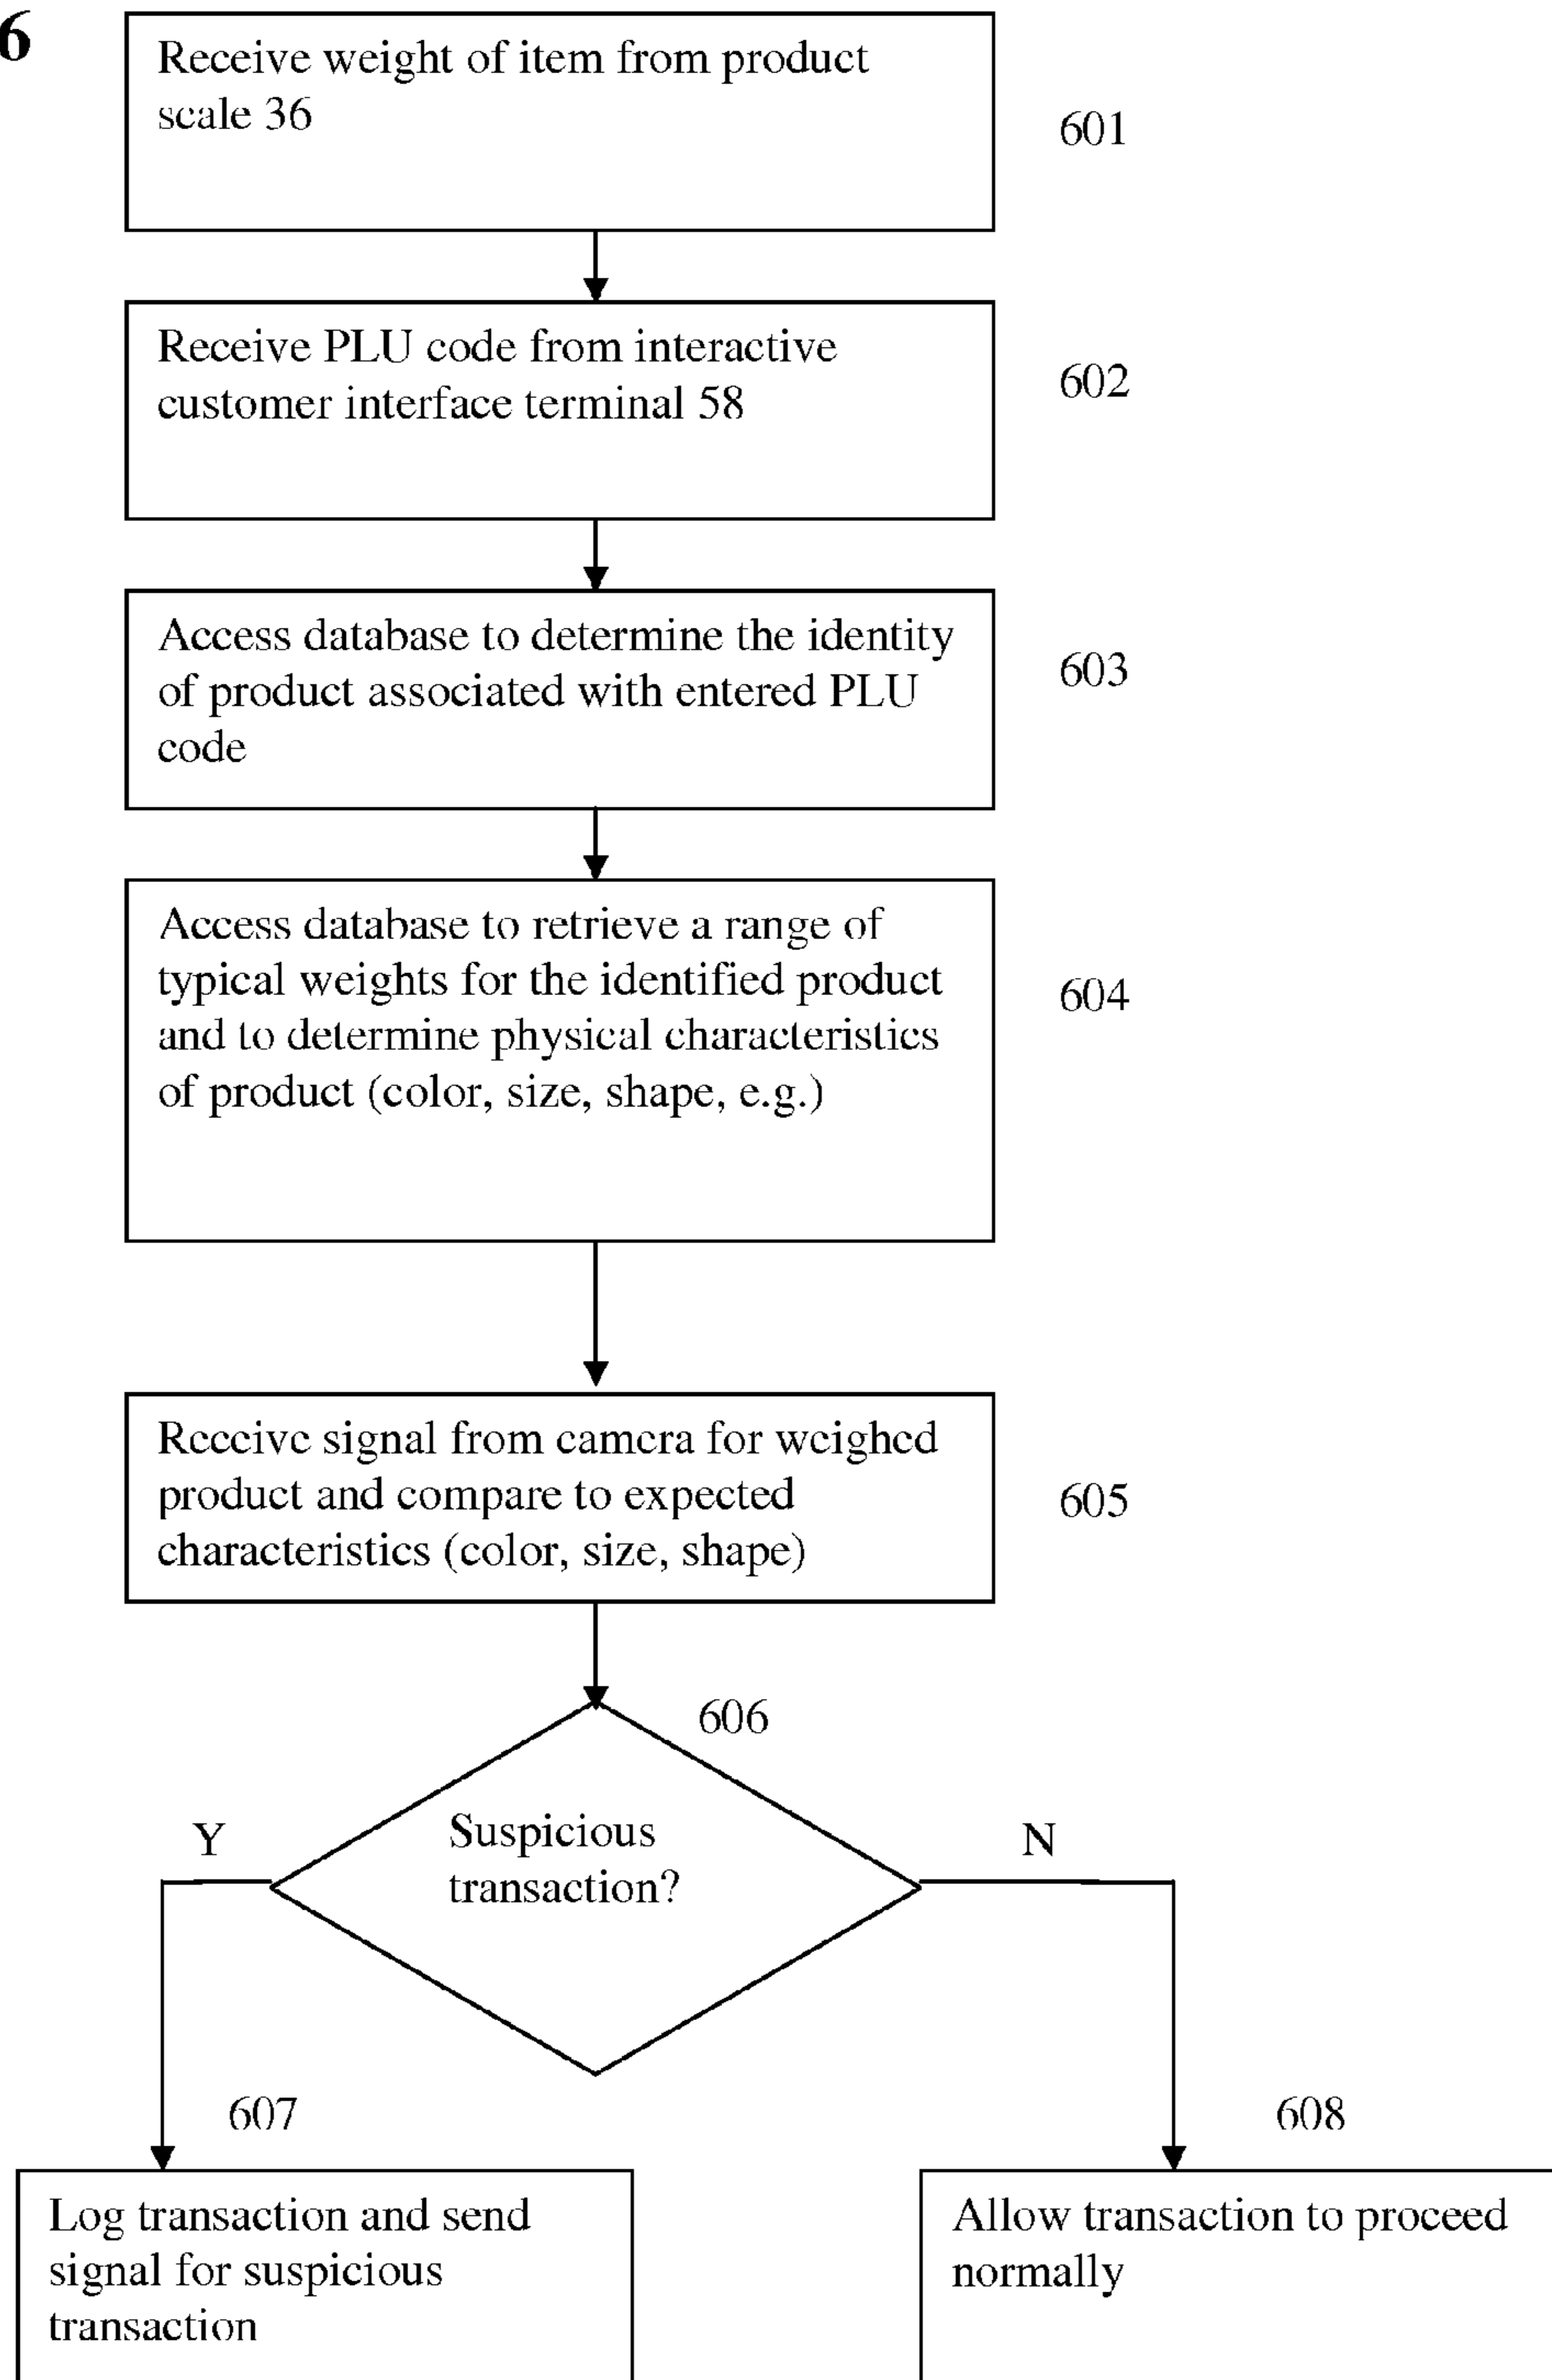 6
Receive weight of item from product
scale 36
601
Receive PLU code from interactive
customer interface terminal 58
602
Access database to determine the identity
of product associated with entered PLU
code
603
Access database to retrieve a range of
typical weights for the identified product
and to determine physical characteristics
of product (color, size, shape, e.g.)
604
Receive signal from camera for weighed
product and compare to expected
characteristics (color, size, shape)
605
606
Suspicious
transaction?
Y
N
607
608
Log transaction and send
signal for suspicious
transaction
Allow transaction to proceed
normally